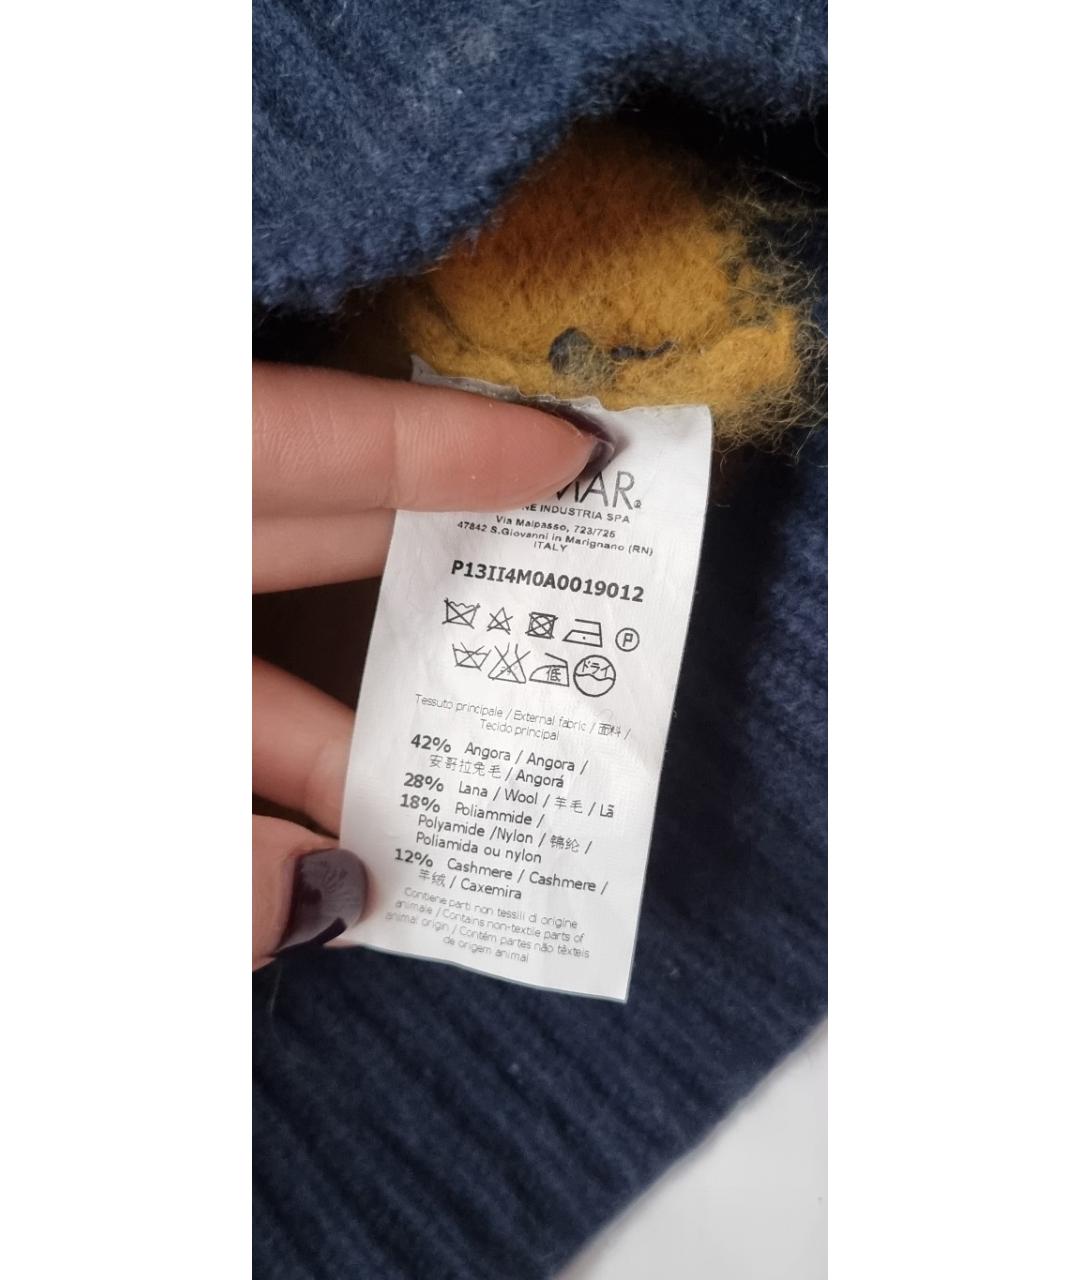 INDUSTRIA SPA
Via Malpasso, 723/725
47842 S.Giovanni in Marignano (RN)
ITALY
P13II4M0A0019012
P
低 ドライ
Tessuto principale / External fabric / 面料 /
Tecido principal
42% Angora / Angora /
安哥拉兔毛 / Angorá
28% Lana / Wool / 羊毛 / Lã
18% Poliammide /
Polyamide /Nylon / 锦纶 /
Poliamida ou nylon
12% Cashmere / Cashmere /
羊绒 / Caxemira
Contiene parti non tessili di origine
animale / Contains non-textile parts of
animal origin / Contém partes não têxteis
de origem animal